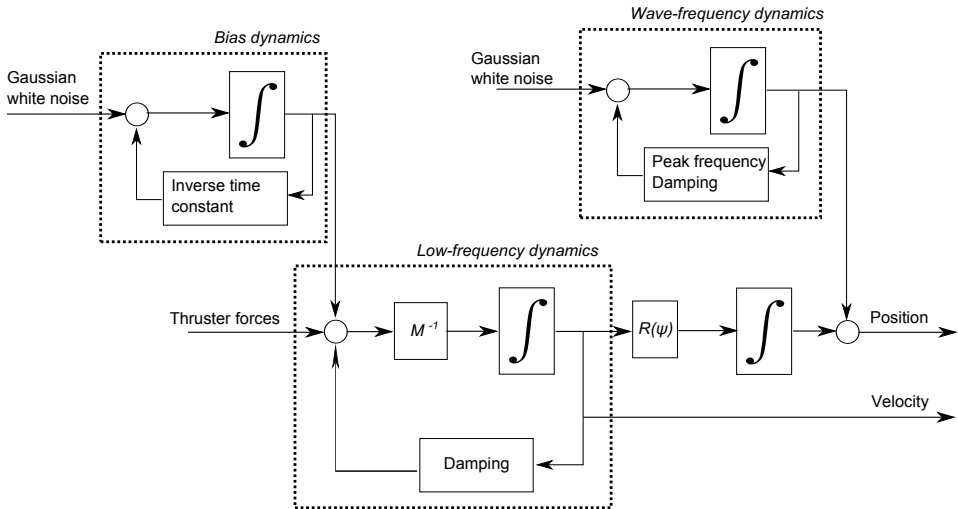 Wave-frequency dynamics
Bias dynamics
Gaussian
white noise
Gaussian
white noise
∫
∫
Inverse time
constant
Peak frequency
Damping
Low-frequency dynamics
Thruster forces
M⁻¹
∫
R(ψ)
∫
Position
Velocity
Damping